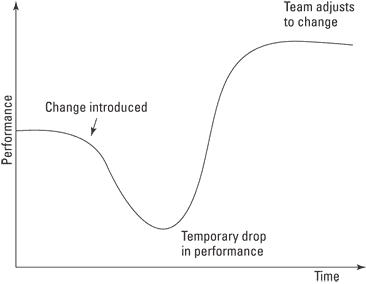 Team adjusts
to change
Change introduced
Performance
Temporary drop
in performance
Time